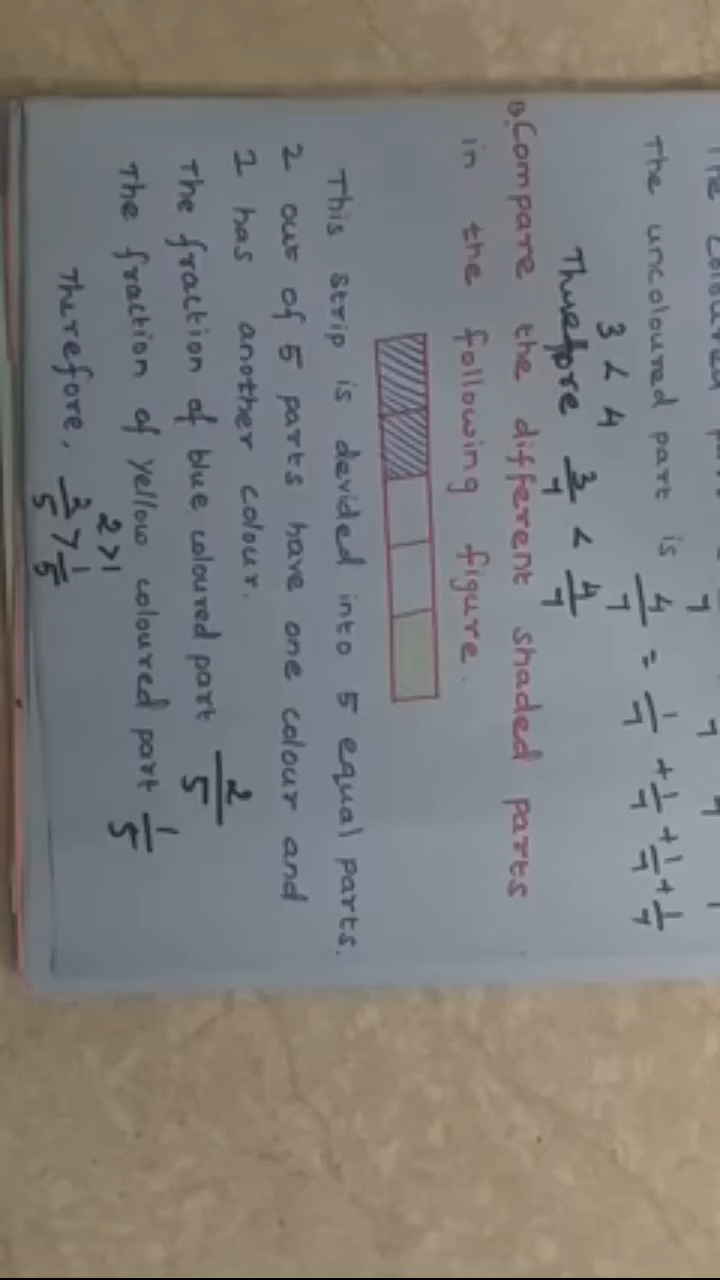 The uncoloured part is 4/7 = 1/7 + 1/7 + 1/7 + 1/7
3 < 4
Therefore 3/7 < 4/7
Compare the different shaded parts
in the following figure.
This strip is devided into 5 equal parts.
2 out of 5 parts have one colour and
1 has another colour.
The fraction of blue coloured part 2/5
The fraction of yellow coloured part 1/5
2 > 1
Therefore, 2/5 > 1/5